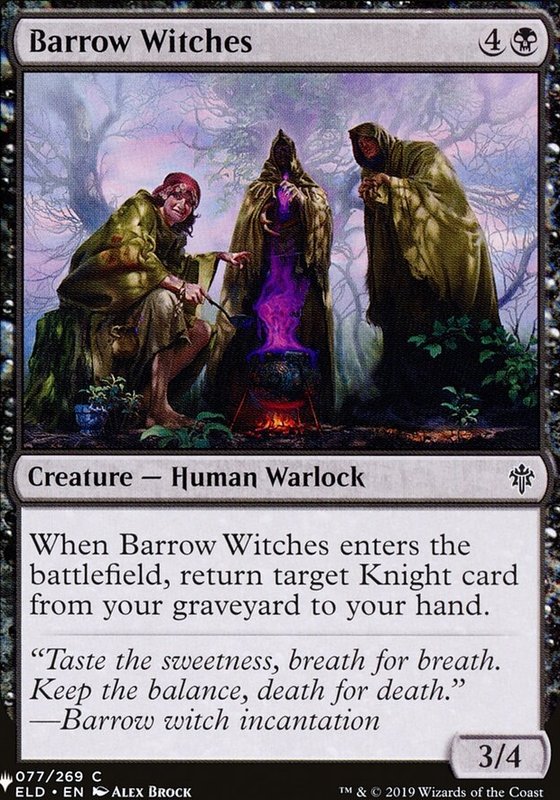 Barrow Witches 4
Creature — Human Warlock
When Barrow Witches enters the
battlefield, return target Knight card
from your graveyard to your hand.
“Taste the sweetness, breath for breath.
Keep the balance, death for death.”
—Barrow witch incantation
3/4
077/269 C
ELD • EN Alex Brock
™ & © 2019 Wizards of the Coast